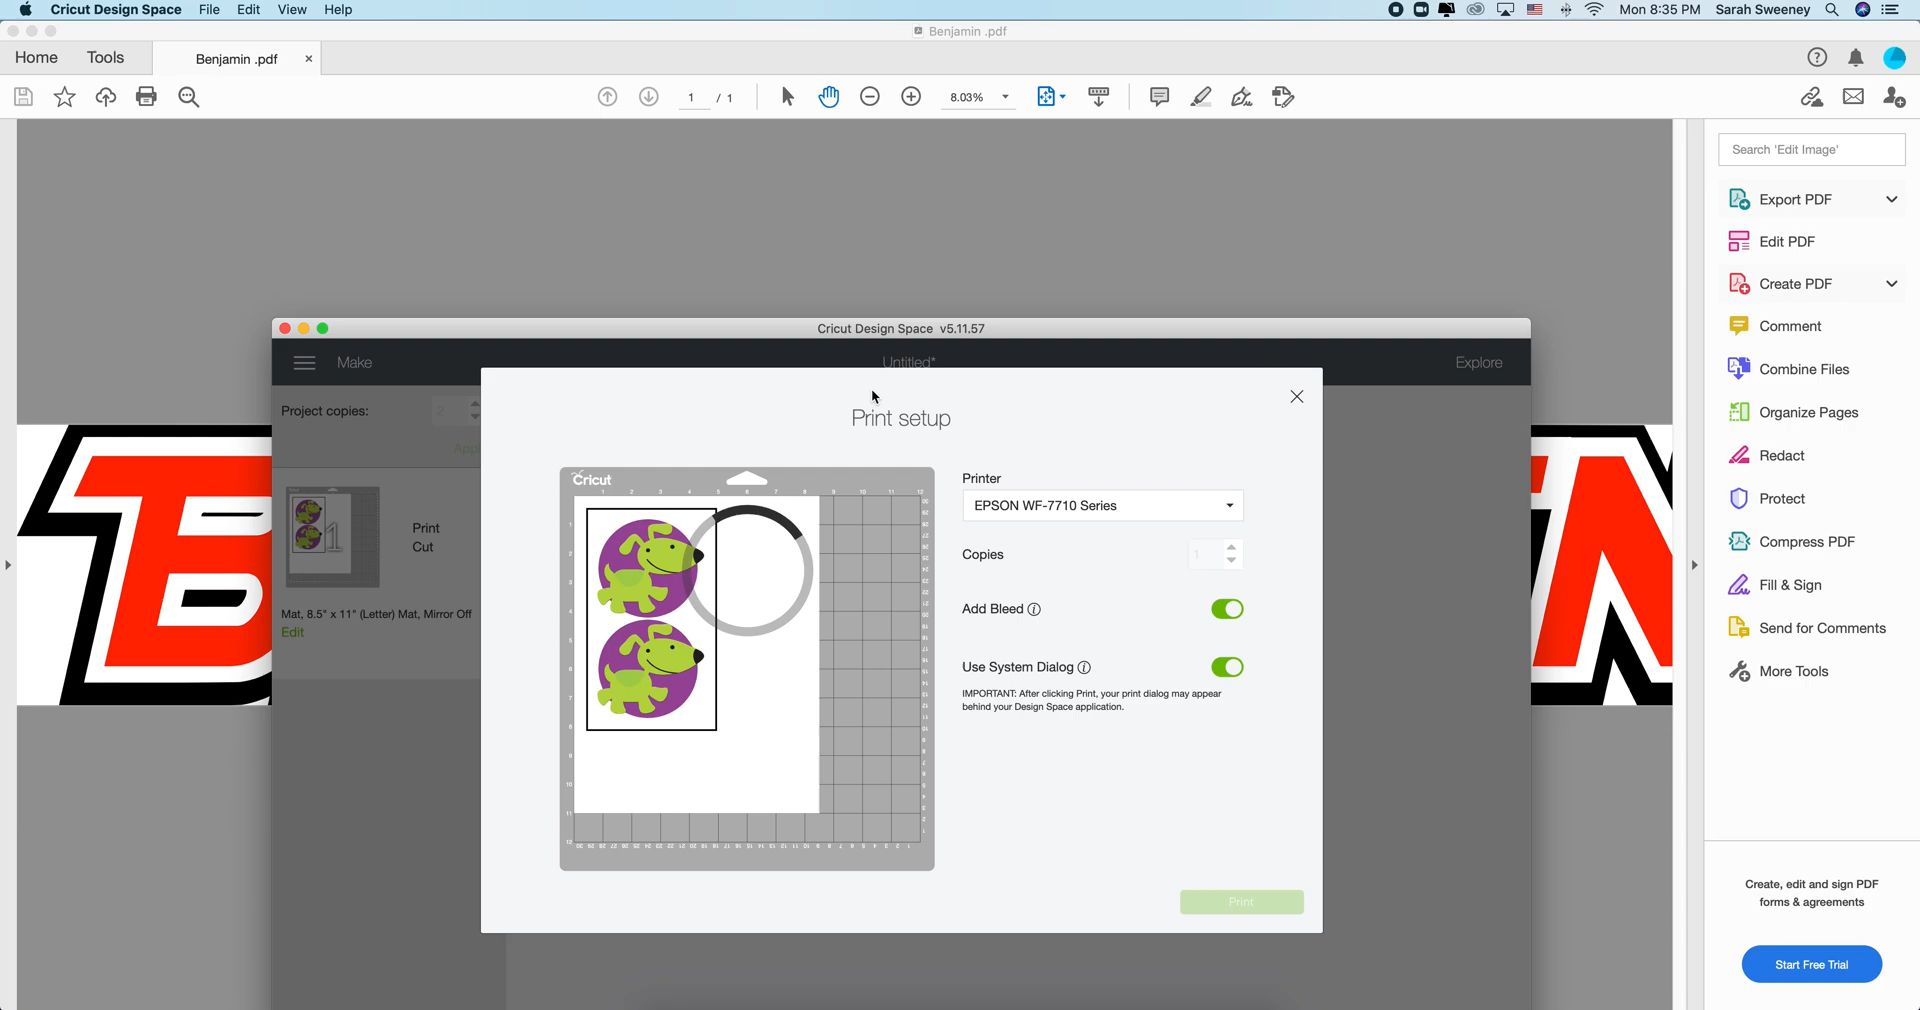 Cricut Design Space File Edit View Help
Mon 8:35 PM Sarah Sweeney
Benjamin .pdf
Home Tools Benjamin .pdf
1 / 1 8.03%
Search 'Edit Image'
Export PDF
Edit PDF
Create PDF
Comment
Combine Files
Organize Pages
Redact
Protect
Compress PDF
Fill & Sign
Send for Comments
More Tools
Create, edit and sign PDF
forms & agreements
Start Free Trial
Cricut Design Space v5.11.57
Make Untitled* Explore
Project copies: 2
Print
Cut
Mat, 8.5" x 11" (Letter) Mat, Mirror Off
Edit
Print setup
Cricut
Printer
EPSON WF-7710 Series
Copies 1
Add Bleed
Use System Dialog
IMPORTANT: After clicking Print, your print dialog may appear
behind your Design Space application.
Print